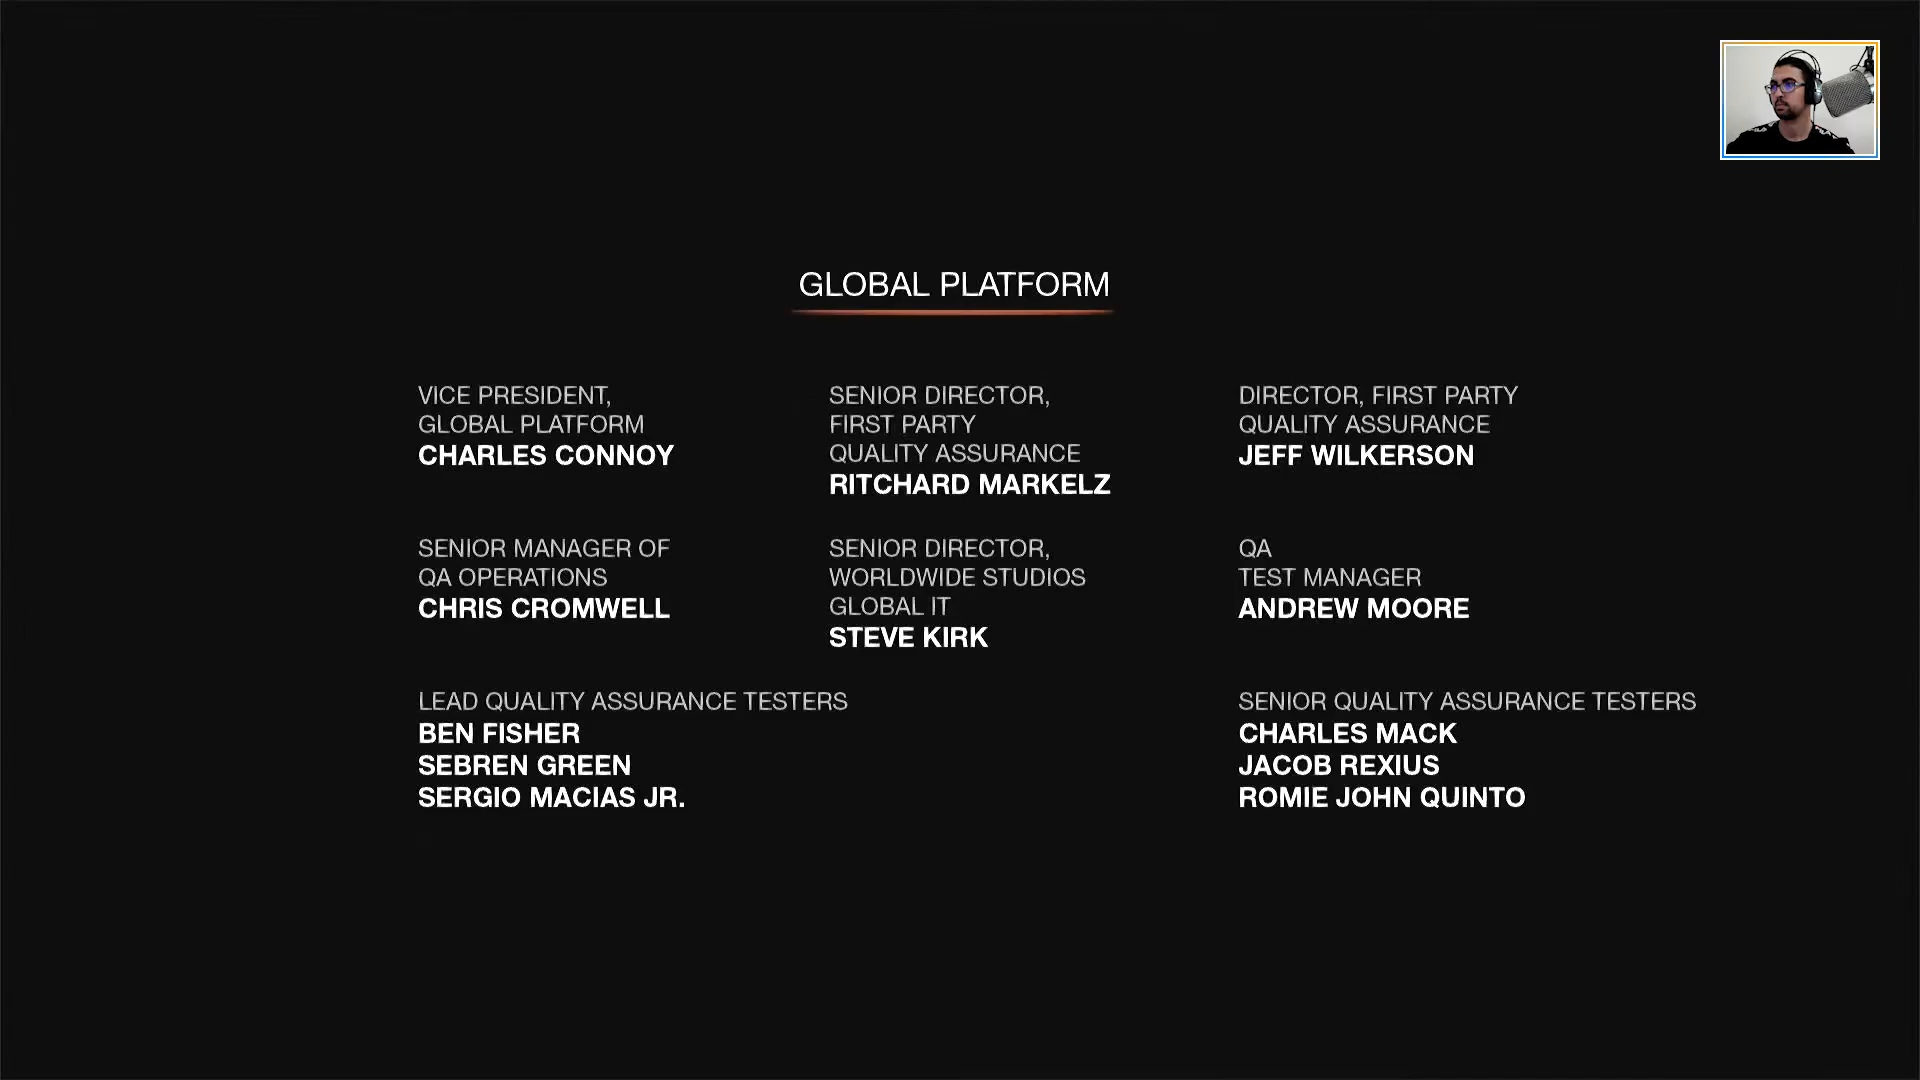 GLOBAL PLATFORM
VICE PRESIDENT,
GLOBAL PLATFORM
CHARLES CONNOY
SENIOR DIRECTOR,
FIRST PARTY
QUALITY ASSURANCE
RITCHARD MARKELZ
DIRECTOR, FIRST PARTY
QUALITY ASSURANCE
JEFF WILKERSON
SENIOR MANAGER OF
QA OPERATIONS
CHRIS CROMWELL
SENIOR DIRECTOR,
WORLDWIDE STUDIOS
GLOBAL IT
STEVE KIRK
QA
TEST MANAGER
ANDREW MOORE
LEAD QUALITY ASSURANCE TESTERS
BEN FISHER
SEBREN GREEN
SERGIO MACIAS JR.
SENIOR QUALITY ASSURANCE TESTERS
CHARLES MACK
JACOB REXIUS
ROMIE JOHN QUINTO